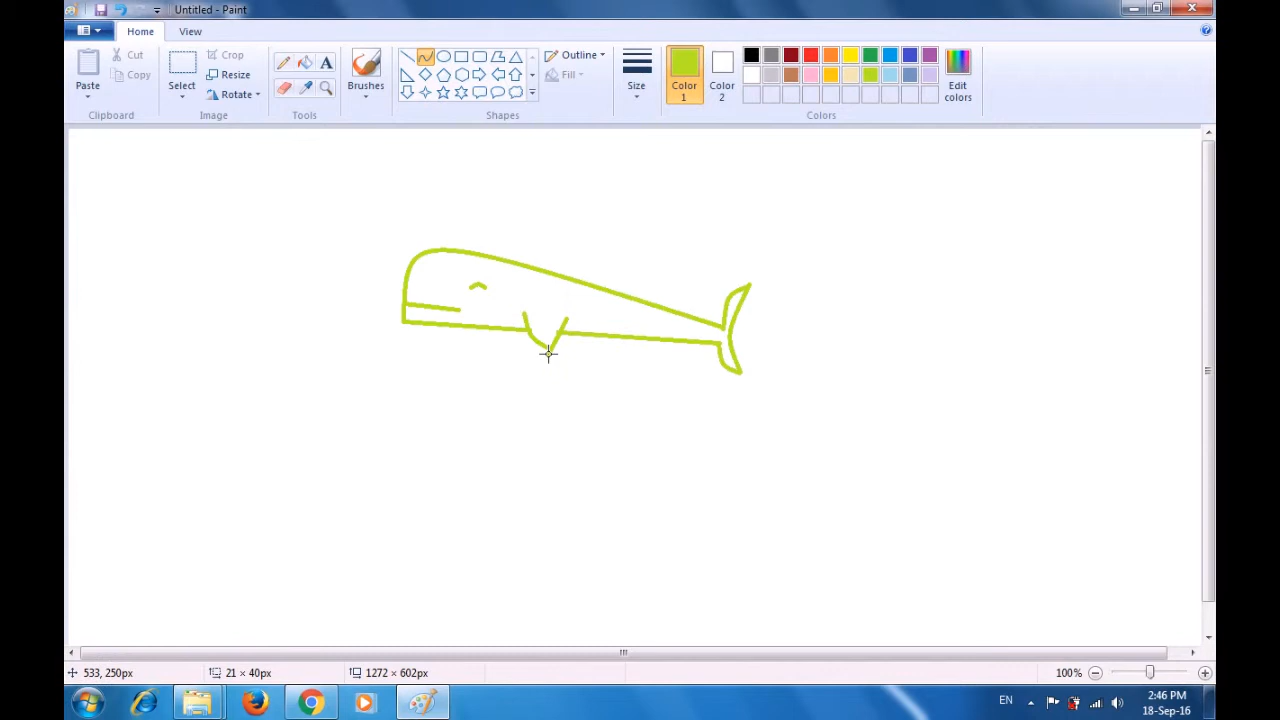 Untitled - Paint
Home
View
Paste
Cut
Copy
Clipboard
Select
Crop
Resize
Rotate
Image
A
Tools
Brushes
Outline
Fill
Shapes
Size
Color
1
Color
2
Edit
colors
Colors
533, 250px
21 × 40px
1272 × 602px
100%
EN
2:46 PM
18-Sep-16